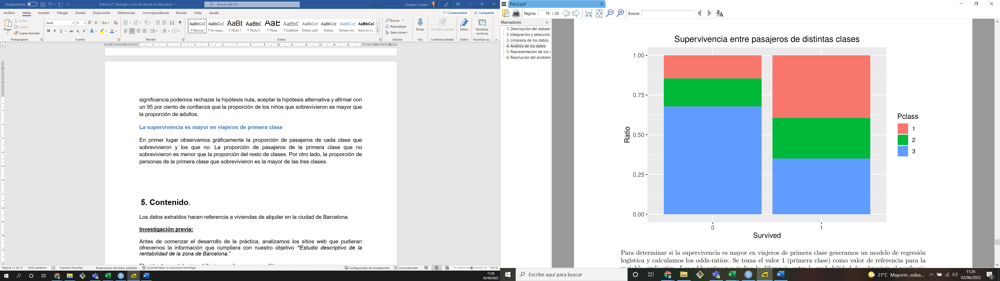 Autoguardado
Práctica 2_ Tipología y ciclo de vida de los datos.docx
Buscar (Alt+Q)
Angeles Fuentes
Archivo Inicio Insertar Dibujar Diseño Disposición Referencias Correspondencia Revisar Vista Ayuda
Comentarios Compartir
Pegar
Cortar
Copiar
Copiar formato
Portapapeles
Arial 11
N K S ab
Fuente
Párrafo
AaBbCcI AaBbCcI AaBb AaBbC AaB AaBbC AaBbCcI AaBbCcI AaBbCcI AaBbCcI
¶ Normal ¶ Sin espa... ¶ Título 1 ¶ Título 2 ¶ Título ¶ Subtítulo Énfasis sutil Énfasis Énfasis int... Texto en n...
Estilos
Buscar
Reemplazar
Seleccionar
Edición
Dictar
Voz
Confidencialidad
Confidencialidad
Editor
Editor
Reutilizar archivos
Reutilizar ar...
significancia podemos rechazar la hipótesis nula, aceptar la hipótesis alternativa y afirmar con
un 95 por ciento de confianza que la proporción de los niños que sobrevivieron es mayor que
la proporción de adultos.
La supervivencia es mayor en viajeros de primera clase
En primer lugar observamos gráficamente la proporción de pasajeros de cada clase que
sobrevivieron y los que no. La proporción de pasajeros de la primera clase que no
sobrevivieron es menor que la proporción del resto de clases. Por otro lado, la proporción de
personas de la primera clase que sobrevivieron es la mayor de las tres clases.
5. Contenido.
Los datos extraídos hacen referencia a viviendas de alquiler en la ciudad de Barcelona.
Investigación previa:
Antes de comenzar el desarrollo de la práctica, analizamos los sitios web que pudieran
ofrecernos la información que cumpliera con nuestro objetivo “Estudio descriptivo de la
rentabilidad de la zona de Barcelona.”
Página 13 de 27 4030 palabras Español (España) Predicciones de texto: activado Accesibilidad: es necesario investigar
Configuración de visualización Concentración 142 %
11:26
02/06/2022
Prac2.pdf
Página: 19 / 20
Buscar:
Marcadores
1. Descripción del dataset
2. Integración y selección
3. Limpieza de los datos.
4. Análisis de los datos
5. Representación de los r
6. Resolución del problem
Supervivencia entre pasajeros de distintas clases
1.00
0.75
0.50
0.25
0.00
Ratio
0 1
Survived
Pclass
1
2
3
Para determinar si la supervivencia es mayor en viajeros de primera clase generamos un modelo de regresión
logística y calculamos los odds-ratios. Se toma el valor 1 (primera clase) como valor de referencia para la
Escribe aquí para buscar
21°C Mayorm. solea...
11:26
02/06/2022
2